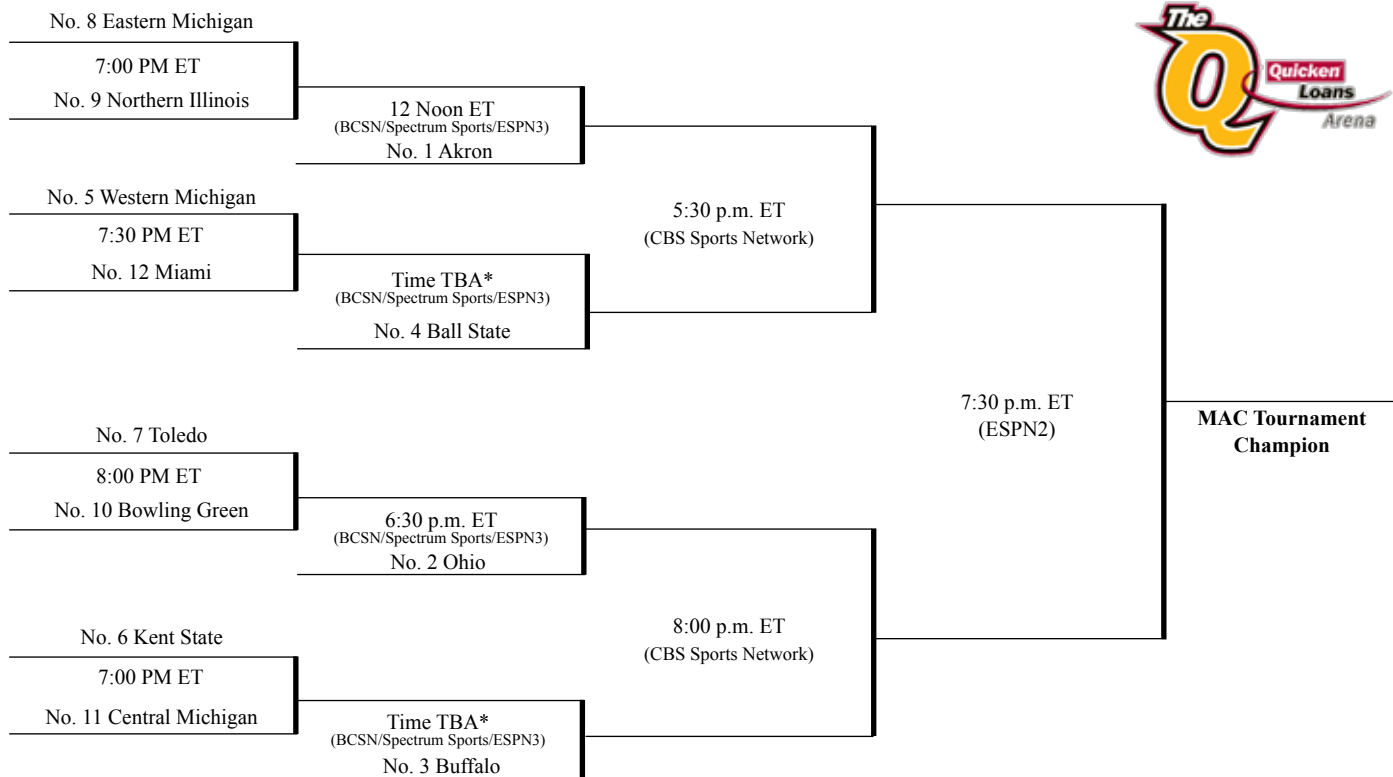 No. 8 Eastern Michigan
7:00 PM ET
No. 9 Northern Illinois
12 Noon ET
(BCSN/Spectrum Sports/ESPN3)
No. 1 Akron
No. 5 Western Michigan
7:30 PM ET
No. 12 Miami
Time TBA*
(BCSN/Spectrum Sports/ESPN3)
No. 4 Ball State
5:30 p.m. ET
(CBS Sports Network)
No. 7 Toledo
8:00 PM ET
No. 10 Bowling Green
6:30 p.m. ET
(BCSN/Spectrum Sports/ESPN3)
No. 2 Ohio
No. 6 Kent State
7:00 PM ET
No. 11 Central Michigan
Time TBA*
(BCSN/Spectrum Sports/ESPN3)
No. 3 Buffalo
8:00 p.m. ET
(CBS Sports Network)
7:30 p.m. ET
(ESPN2)
MAC Tournament
Champion
The
Q
Quicken
Loans
Arena